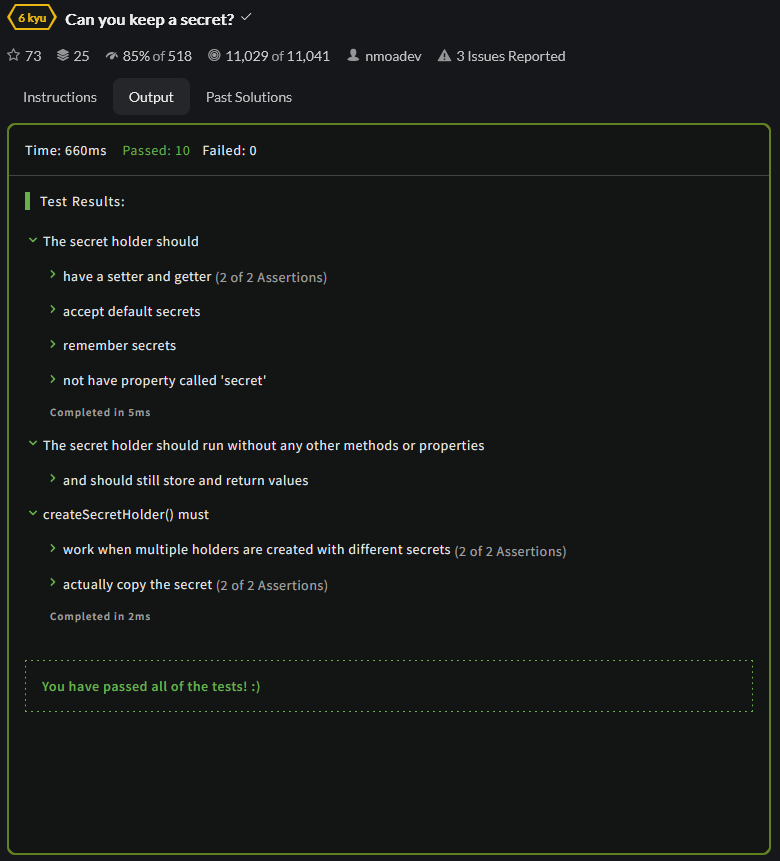 6 kyu Can you keep a secret?
73 25 85% of 518 11,029 of 11,041 nmoadev 3 Issues Reported
Instructions Output Past Solutions
Time: 660ms Passed: 10 Failed: 0
Test Results:
The secret holder should
have a setter and getter (2 of 2 Assertions)
accept default secrets
remember secrets
not have property called 'secret'
Completed in 5ms
The secret holder should run without any other methods or properties
and should still store and return values
createSecretHolder() must
work when multiple holders are created with different secrets (2 of 2 Assertions)
actually copy the secret (2 of 2 Assertions)
Completed in 2ms
You have passed all of the tests! :)